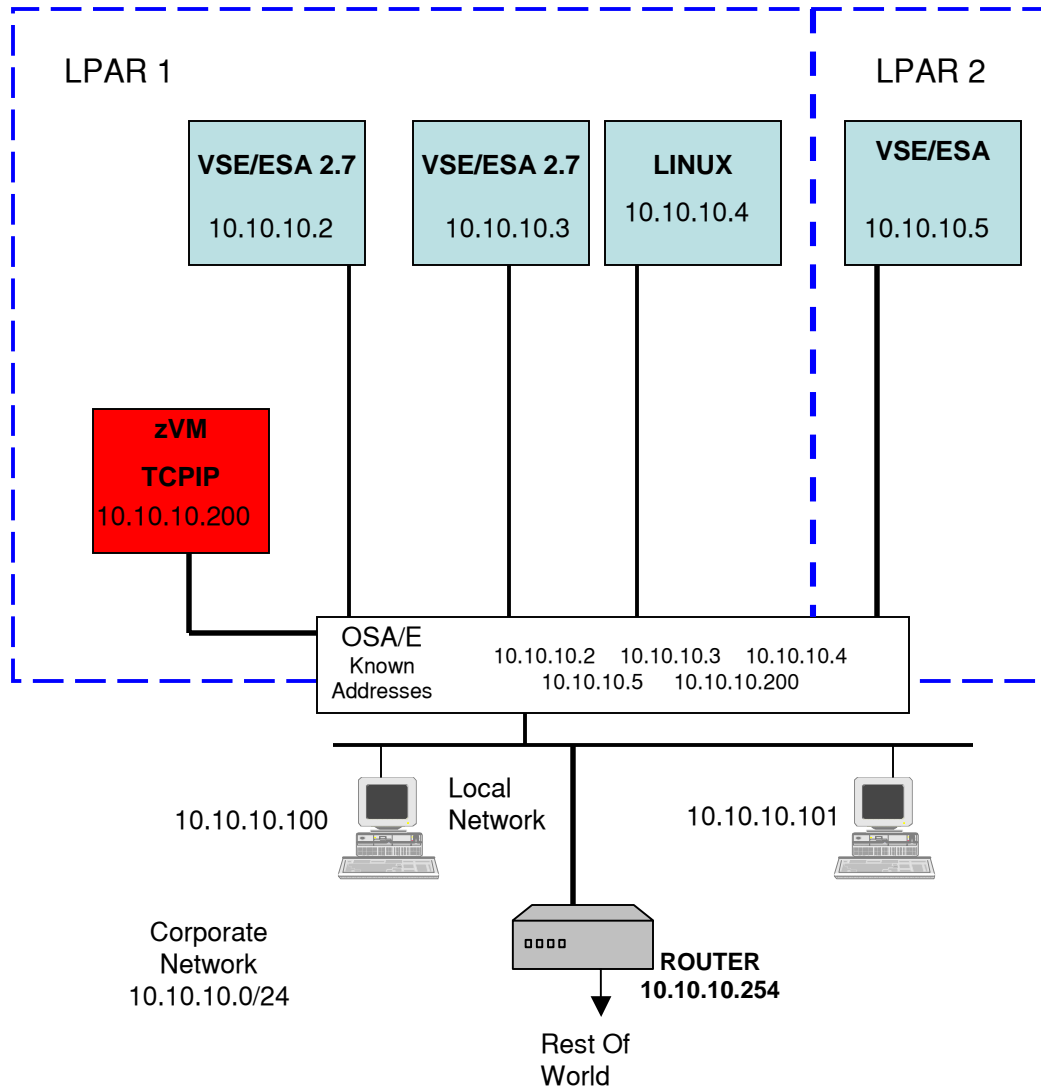 LPAR 1
LPAR 2
VSE/ESA 2.7
10.10.10.2
VSE/ESA 2.7
10.10.10.3
LINUX
10.10.10.4
VSE/ESA
10.10.10.5
zVM
TCPIP
10.10.10.200
OSA/E
Known
Addresses
10.10.10.2 10.10.10.3 10.10.10.4
10.10.10.5 10.10.10.200
10.10.10.100
Local
Network
10.10.10.101
Corporate
Network
10.10.10.0/24
ROUTER
10.10.10.254
Rest Of
World